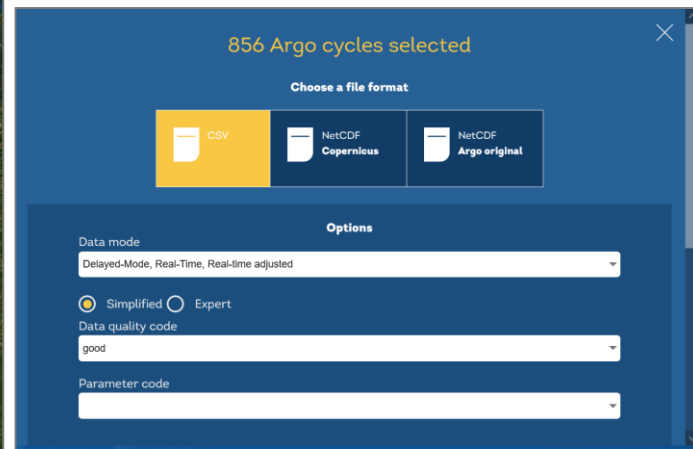 856 Argo cycles selected
Choose a file format
CSV
NetCDF
Copernicus
NetCDF
Argo original
Options
Data mode
Delayed-Mode, Real-Time, Real-time adjusted
Simplified Expert
Data quality code
good
Parameter code